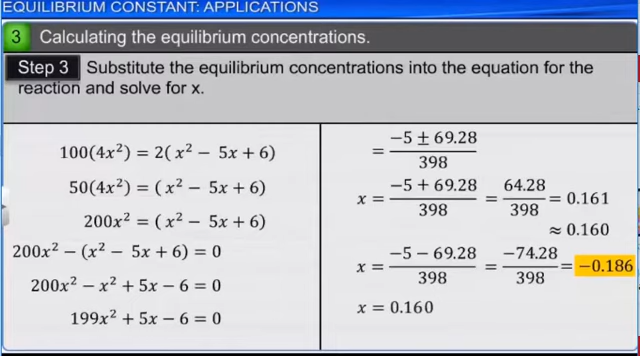 EQUILIBRIUM CONSTANT: APPLICATIONS
3 Calculating the equilibrium concentrations.
Step 3 Substitute the equilibrium concentrations into the equation for the
reaction and solve for x.
100(4x²) = 2( x² − 5x + 6)
50(4x²) = ( x² − 5x + 6)
200x² = ( x² − 5x + 6)
200x² − (x² − 5x + 6) = 0
200x² − x² + 5x − 6 = 0
199x² + 5x − 6 = 0
= (−5 ± 69.28)/398
x = (−5 + 69.28)/398 = 64.28/398 = 0.161
≈ 0.160
x = (−5 − 69.28)/398 = −74.28/398 = −0.186
x = 0.160